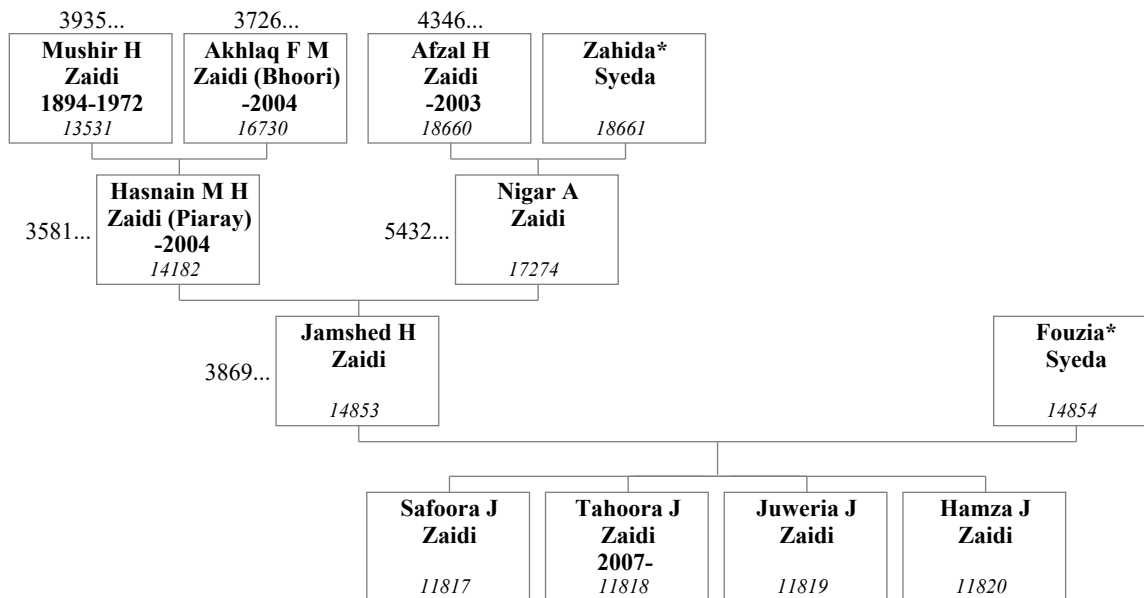 3935...
3726...
4346...
Mushir H
Zaidi
1894-1972
13531
Akhlaq F M
Zaidi (Bhoori)
-2004
16730
Afzal H
Zaidi
-2003
18660
Zahida*
Syeda
18661
3581...
Hasnain M H
Zaidi (Piaray)
-2004
14182
5432...
Nigar A
Zaidi
17274
3869...
Jamshed H
Zaidi
14853
Fouzia*
Syeda
14854
Safoora J
Zaidi
11817
Tahoora J
Zaidi
2007-
11818
Juweria J
Zaidi
11819
Hamza J
Zaidi
11820